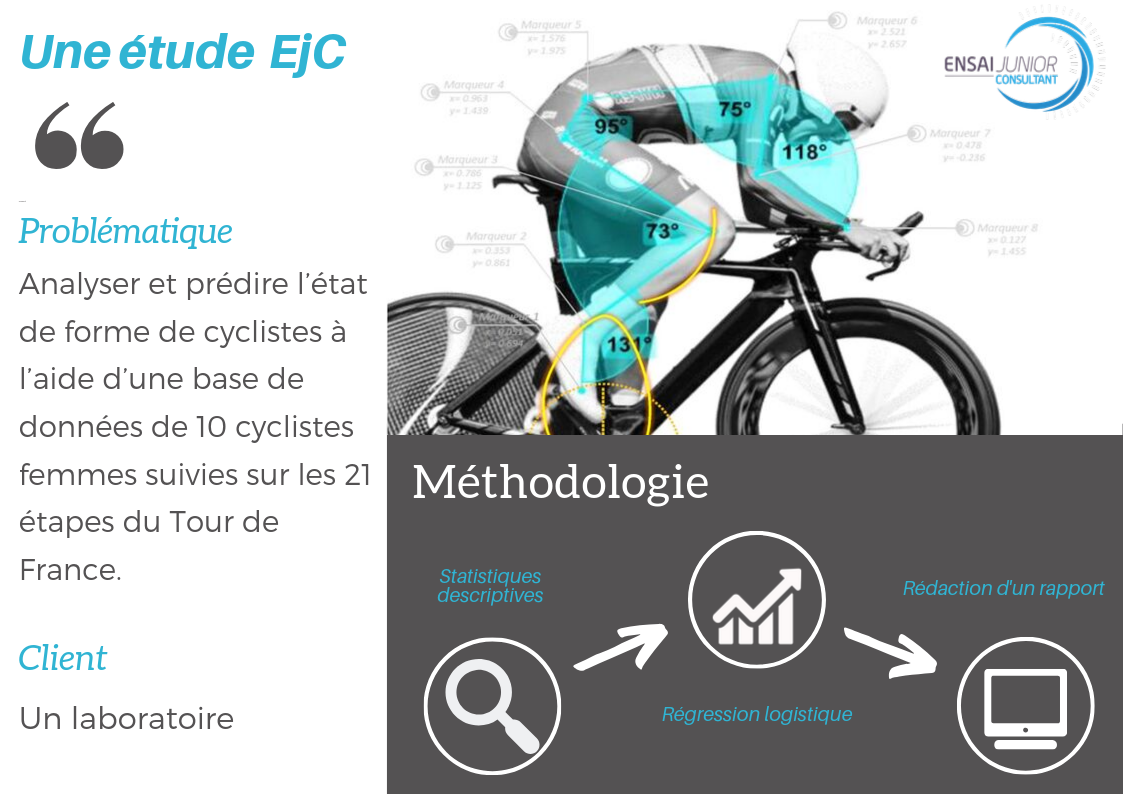 Une étude EjC
Problématique
Analyser et prédire l'état
de forme de cyclistes à
l'aide d'une base de
données de 10 cyclistes
femmes suivies sur les 21
étapes du Tour de
France.
Client
Un laboratoire
Marqueur 5
x= 1.576
y= 1.975
Marqueur 6
x= 2.521
y= 2.657
ENSAI JUNIOR
CONSULTANT
Marqueur 4
x= 0.963
y= 1.439
95°
75°
118°
Marqueur 7
x= 0.478
y= -0.236
Marqueur 3
x= 0.786
y= 1.125
73°
Marqueur 2
x= 0.353
y= 0.861
Marqueur 8
x= 0.127
y= 1.455
Marqueur 1
131°
Méthodologie
Statistiques
descriptives
Régression logistique
Rédaction d'un rapport